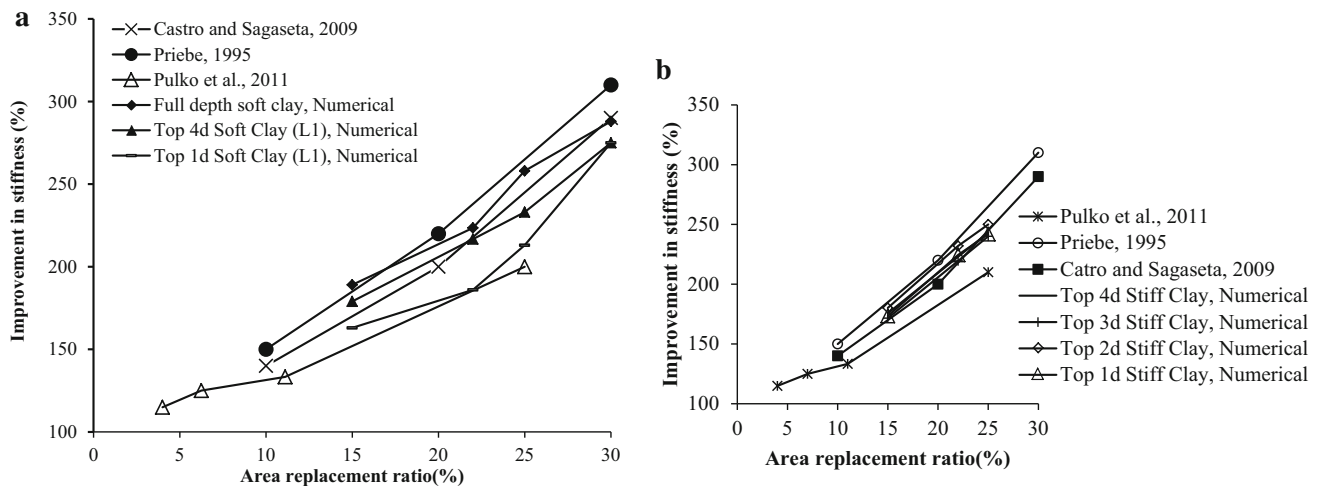 a
350
300
250
200
150
100
0
5
10
15
20
25
30
Improvement in stiffness (%)
Area replacement ratio(%)
Castro and Sagaseta, 2009
Priebe, 1995
Pulko et al., 2011
Full depth soft clay, Numerical
Top 4d Soft Clay (L1), Numerical
Top 1d Soft Clay (L1), Numerical
b
350
300
250
200
150
100
0
5
10
15
20
25
30
Improvement in stiffness (%)
Area replacement ratio(%)
Pulko et al., 2011
Priebe, 1995
Catro and Sagaseta, 2009
Top 4d Stiff Clay, Numerical
Top 3d Stiff Clay, Numerical
Top 2d Stiff Clay, Numerical
Top 1d Stiff Clay, Numerical